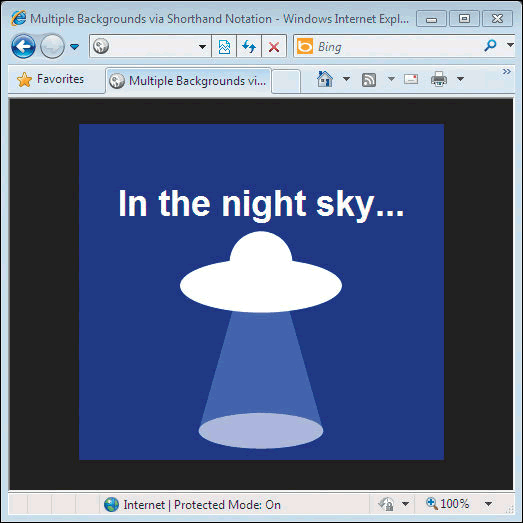 Multiple Backgrounds via Shorthand Notation - Windows Internet Expl...
Bing
Favorites
Multiple Backgrounds vi...
In the night sky...
Internet | Protected Mode: On
100%